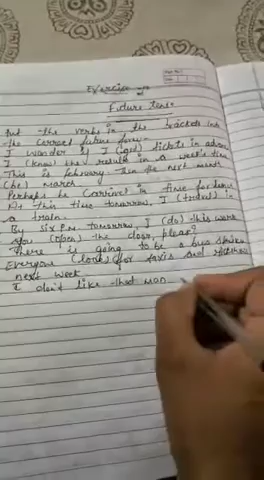 Exercise
Future Tense
Put the verbs in the brackets into
the correct future form
I wonder if I (get) tickets in advance
I (know) the results in a week's time
This is february. Then the next month
(be) march
Perhaps he (arrive) in time for lunch
At this time tomorrow, I (travel) in
a train.
By six P.m tomorrow, I (do) this work
you (open) the door, please?
There is going to be a bus strike
Everyone (look) for taxis and
next week
I don't like that man